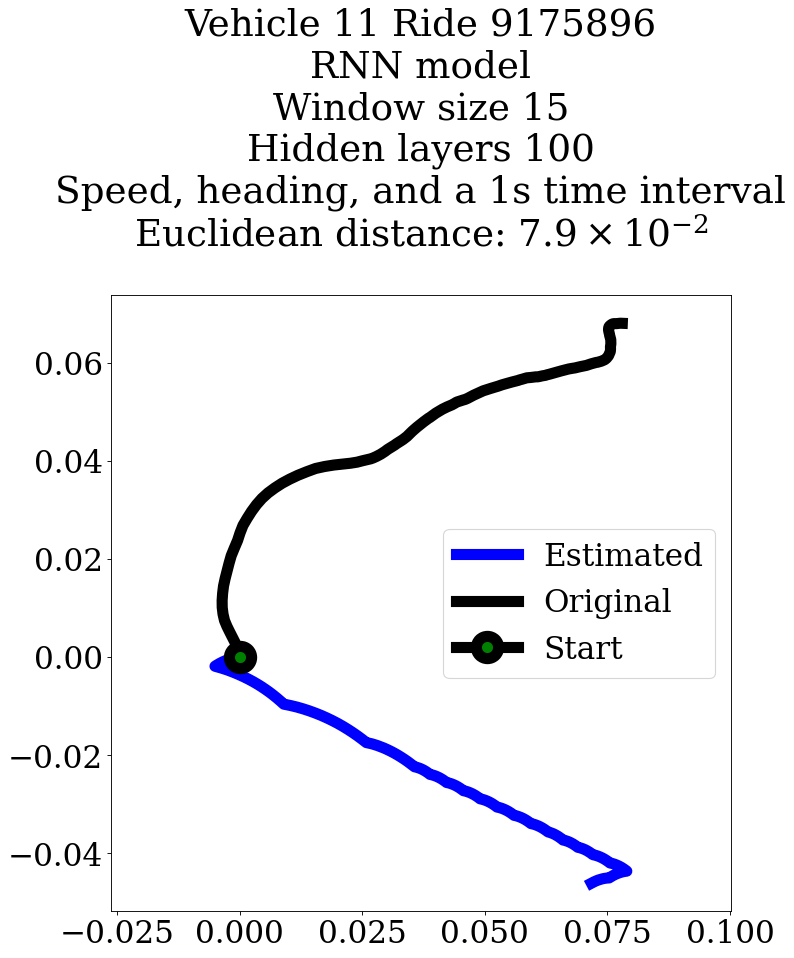 Vehicle 11 Ride 9175896
RNN model
Window size 15
Hidden layers 100
Speed, heading, and a 1s time interval
Euclidean distance: 7.9 × 10⁻²
0.06
0.04
0.02
0.00
−0.02
−0.04
Estimated
Original
Start
−0.025 0.000 0.025 0.050 0.075 0.100